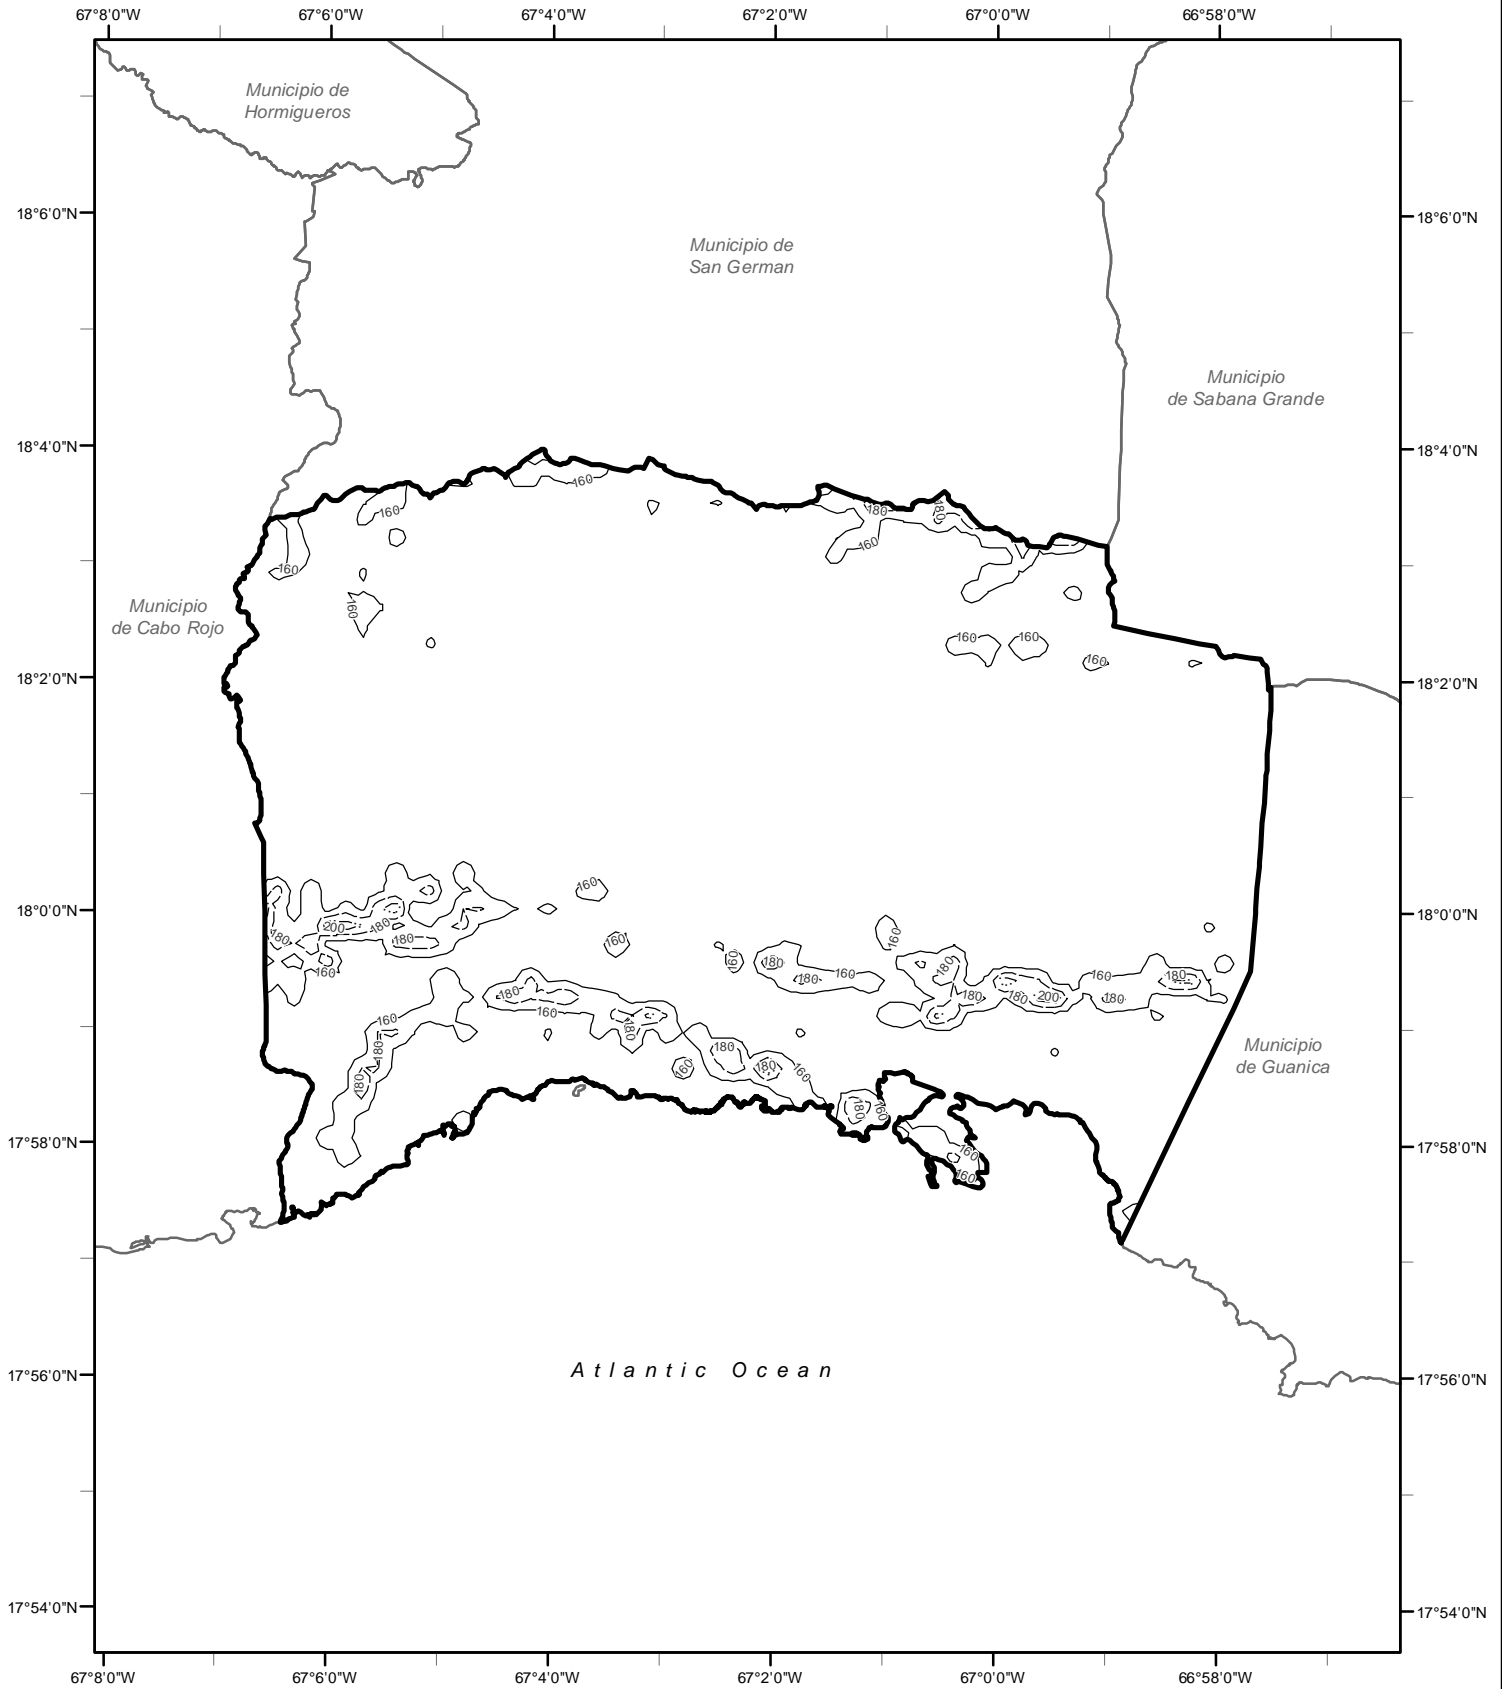 67°8'0"W 67°6'0"W 67°4'0"W 67°2'0"W 67°0'0"W 66°58'0"W
Municipio de
Hormigueros
18°6'0"N 18°6'0"N
Municipio de
San German
Municipio
de Sabana Grande
18°4'0"N 18°4'0"N
160
160 180 180
160
160
Municipio
de Cabo Rojo
160
160 160
160
18°2'0"N 18°2'0"N
160
18°0'0"N 18°0'0"N
200 180
180 180 160 160
160 180 160 180
160 180 160 180
180 180 180 200 180
160 160
180 180 180
160 180 160
180 160
180 160
Municipio
de Guanica
17°58'0"N 17°58'0"N
160
160
17°56'0"N 17°56'0"N
Atlantic Ocean
17°54'0"N 17°54'0"N
67°8'0"W 67°6'0"W 67°4'0"W 67°2'0"W 67°0'0"W 66°58'0"W